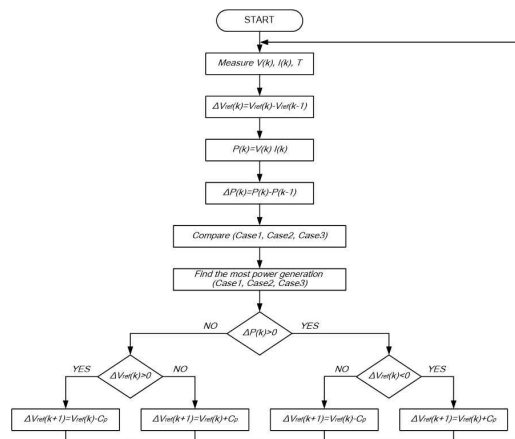 START
Measure V(k), I(k), T
ΔVref(k)=Vref(k)-Vref(k-1)
P(k)=V(k) I(k)
ΔP(k)=P(k)-P(k-1)
Compare (Case1, Case2, Case3)
Find the most power generation
(Case1, Case2, Case3)
NO
ΔP(k)>0
YES
YES
ΔVref(k)>0
NO
NO
ΔVref(k)<0
YES
ΔVref(k+1)=Vref(k)-Cp
ΔVref(k+1)=Vref(k)+Cp
ΔVref(k+1)=Vref(k)-Cp
ΔVref(k+1)=Vref(k)+Cp